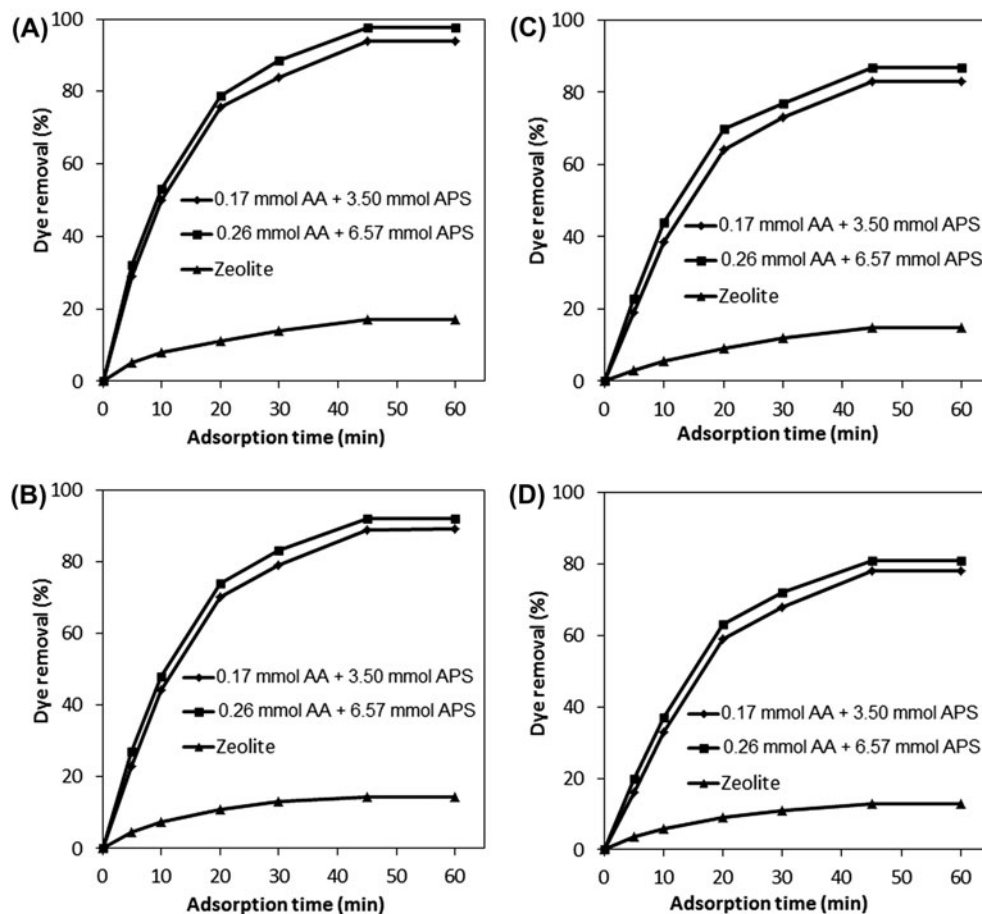 (A)
100
80
60
40
20
0
Dye removal (%)
0.17 mmol AA + 3.50 mmol APS
0.26 mmol AA + 6.57 mmol APS
Zeolite
0 10 20 30 40 50 60
Adsorption time (min)
(C)
100
80
60
40
20
0
Dye removal (%)
0.17 mmol AA + 3.50 mmol APS
0.26 mmol AA + 6.57 mmol APS
Zeolite
0 10 20 30 40 50 60
Adsorption time (min)
(B)
100
80
60
40
20
0
Dye removal (%)
0.17 mmol AA + 3.50 mmol APS
0.26 mmol AA + 6.57 mmol APS
Zeolite
0 10 20 30 40 50 60
Adsorption time (min)
(D)
100
80
60
40
20
0
Dye removal (%)
0.17 mmol AA + 3.50 mmol APS
0.26 mmol AA + 6.57 mmol APS
Zeolite
0 10 20 30 40 50 60
Adsorption time (min)